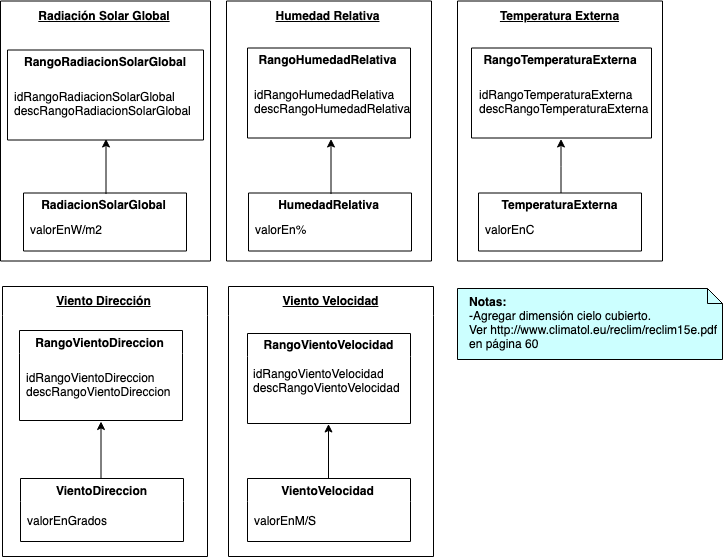 Radiación Solar Global
RangoRadiacionSolarGlobal
idRangoRadiacionSolarGlobal
descRangoRadiacionSolarGlobal
RadiacionSolarGlobal
valorEnW/m2
Humedad Relativa
RangoHumedadRelativa
idRangoHumedadRelativa
descRangoHumedadRelativa
HumedadRelativa
valorEn%
Temperatura Externa
RangoTemperaturaExterna
idRangoTemperaturaExterna
descRangoTemperaturaExterna
TemperaturaExterna
valorEnC
Viento Dirección
RangoVientoDireccion
idRangoVientoDireccion
descRangoVientoDireccion
VientoDireccion
valorEnGrados
Viento Velocidad
RangoVientoVelocidad
idRangoVientoVelocidad
descRangoVientoVelocidad
VientoVelocidad
valorEnM/S
Notas:
-Agregar dimensión cielo cubierto.
Ver http://www.climatol.eu/reclim/reclim15e.pdf
en página 60